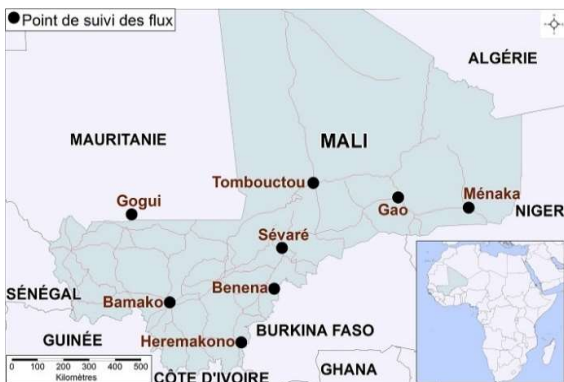 Point de suivi des flux
ALGÉRIE
MAURITANIE
MALI
Tombouctou
Ménaka
Gogui
Gao
NIGER
Sévaré
SÉNÉGAL
Bamako
Benena
BURKINA FASO
GUINÉE
Heremakono
0 100 200 300 400 500
Kilomètres
CÔTE D'IVOIRE
GHANA